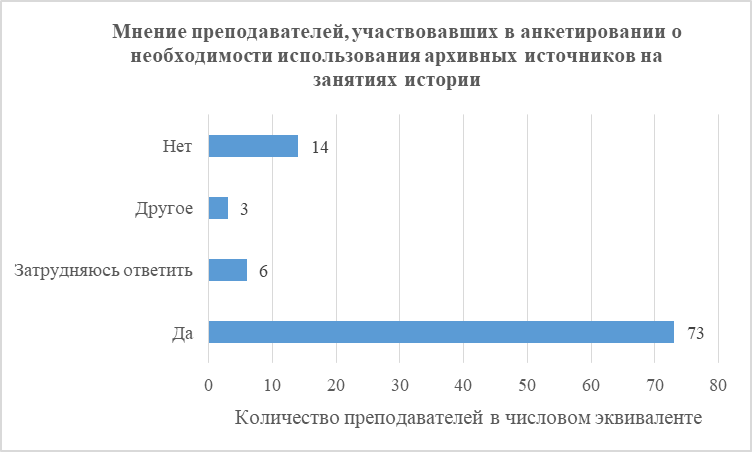 Мнение преподавателей, участвовавших в анкетировании о
необходимости использования архивных источников на
занятиях истории
Нет
14
Другое
3
Затрудняюсь ответить
6
Да
73
0 10 20 30 40 50 60 70 80
Количество преподавателей в числовом эквиваленте